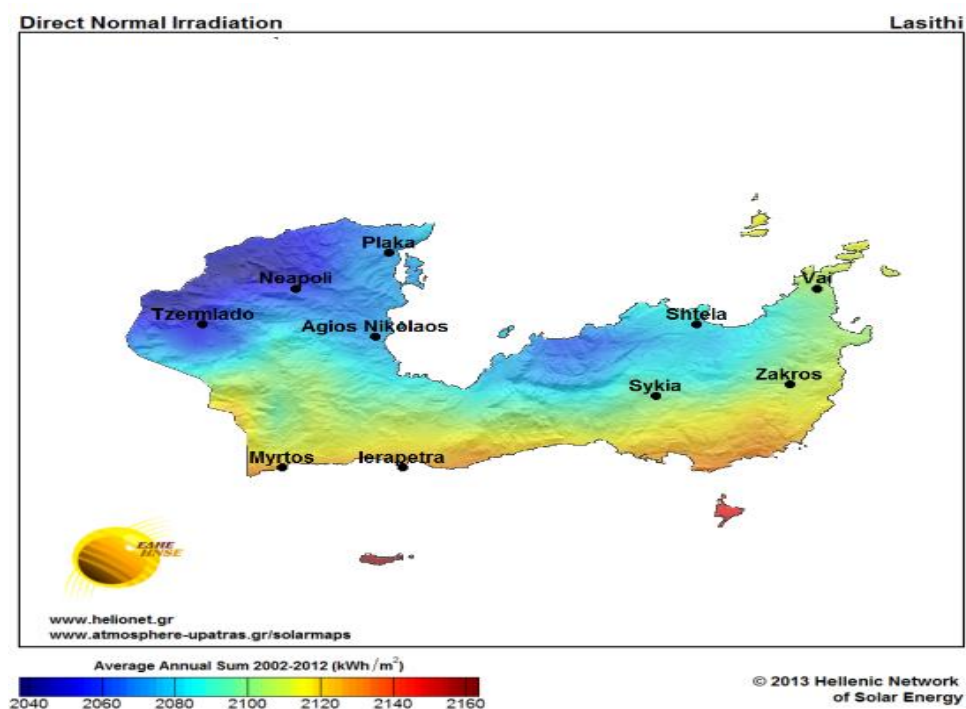 Direct Normal Irradiation
Lasithi
Plaka
Neapoli
Vai
Tzermiado
Agios Nikolaos
Shteia
Sykia
Zakros
Myrtos
Ierapetra
ΕΔΗΕ
HNSE
www.helionet.gr
www.atmosphere-upatras.gr/solarmaps
Average Annual Sum 2002-2012 (kWh/m²)
2040 2060 2080 2100 2120 2140 2160
© 2013 Hellenic Network
of Solar Energy